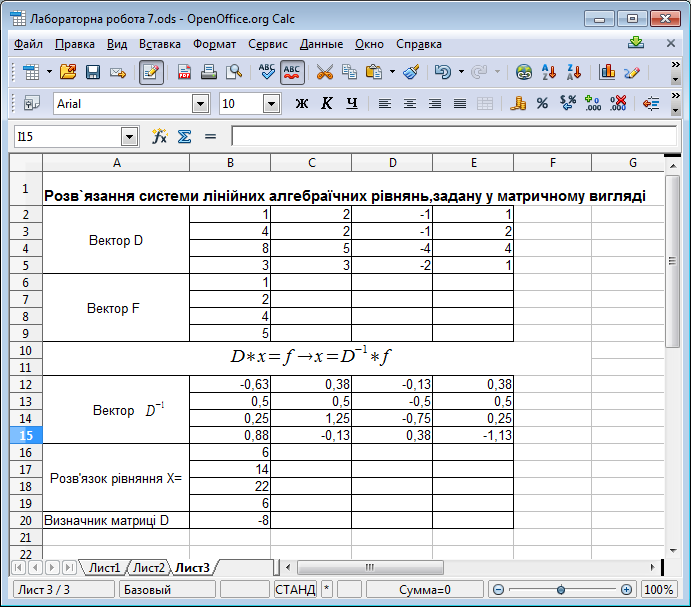 Лабораторна робота 7.ods - OpenOffice.org Calc
Файл Правка Вид Вставка Формат Сервис Данные Окно Справка
Arial 10 Ж К Ч
I15
A B C D E F G
1 Розв`язання системи лінійних алгебраїчних рівнянь,задану у матричному вигляді
2 1 2 -1 1
3 Вектор D 4 2 -1 2
4 8 5 -4 4
5 3 3 -2 1
6 1
7 Вектор F 2
8 4
9 5
10 D∗x=f→x=D⁻¹∗f
11
12 -0,63 0,38 -0,13 0,38
13 Вектор D⁻¹ 0,5 0,5 -0,5 0,5
14 0,25 1,25 -0,75 0,25
15 0,88 -0,13 0,38 -1,13
16 6
17 Розв'язок рівняння X= 14
18 22
19 6
20 Визначник матриці D -8
21
22
Лист1 Лист2 Лист3
Лист 3 / 3 Базовый СТАНД * Сумма=0 100%